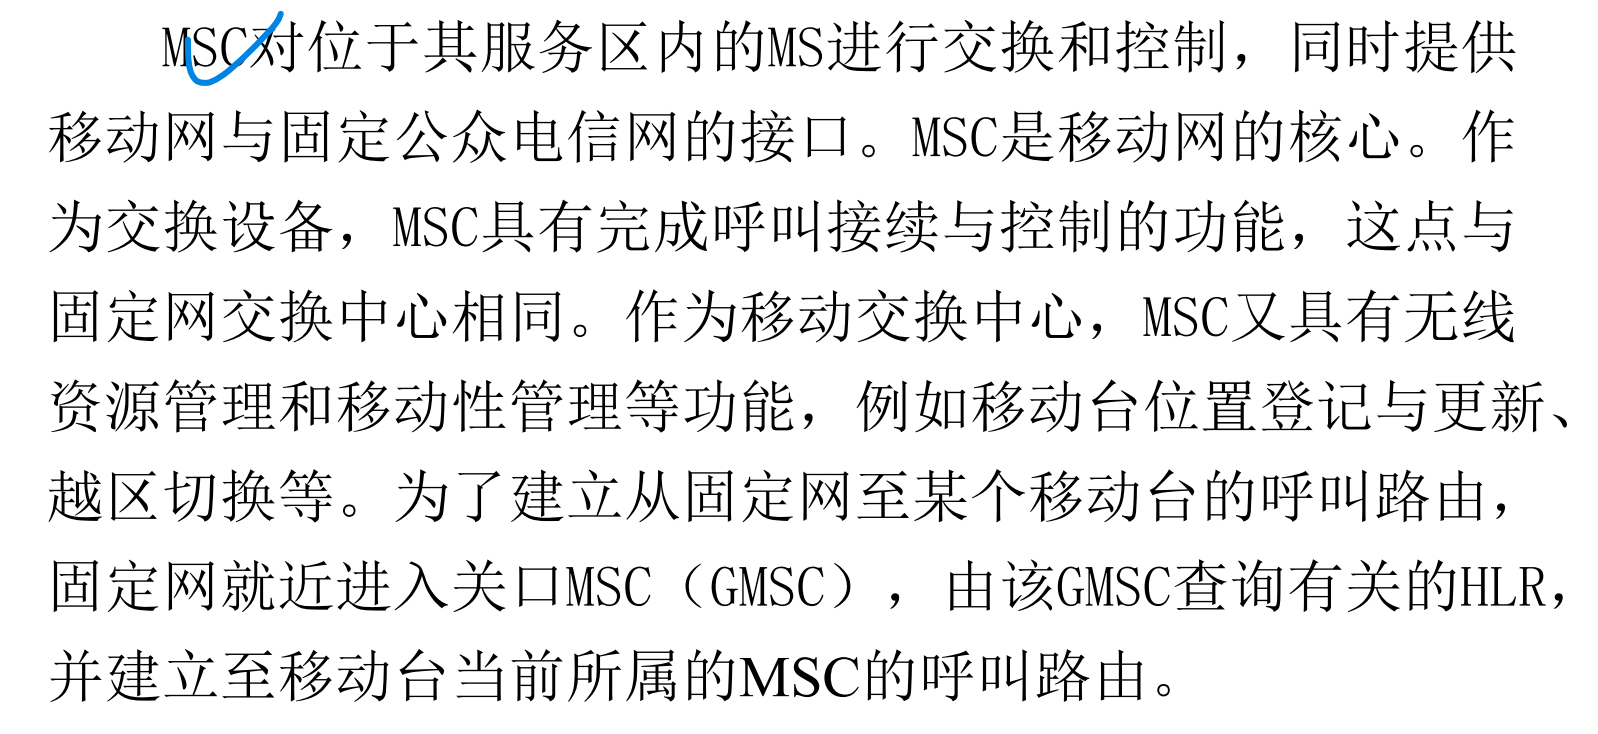 MSC对位于其服务区内的MS进行交换和控制，同时提供
移动网与固定公众电信网的接口。MSC是移动网的核心。作
为交换设备，MSC具有完成呼叫接续与控制的功能，这点与
固定网交换中心相同。作为移动交换中心，MSC又具有无线
资源管理和移动性管理等功能，例如移动台位置登记与更新、
越区切换等。为了建立从固定网至某个移动台的呼叫路由，
固定网就近进入关口MSC（GMSC），由该GMSC查询有关的HLR，
并建立至移动台当前所属的MSC的呼叫路由。